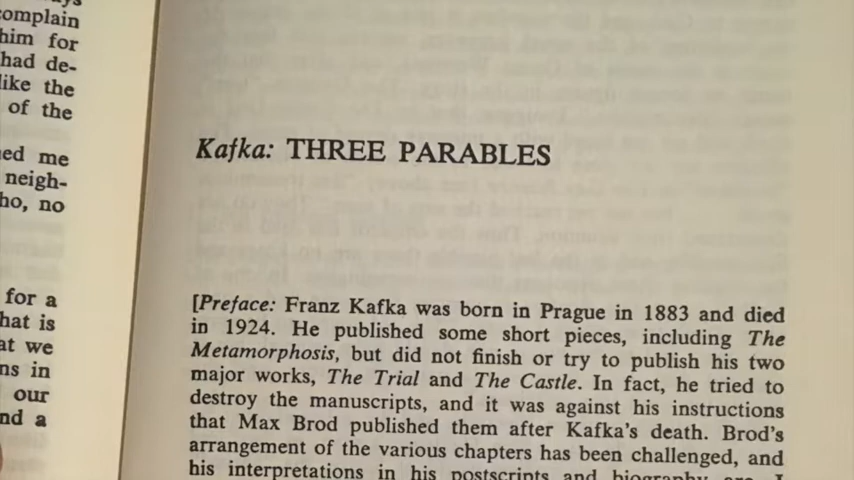 complain
him for
had de-
like the
of the
ed me
neigh-
ho, no
for a
hat is
at we
ns in
our
nd a
Kafka: THREE PARABLES
[Preface: Franz Kafka was born in Prague in 1883 and died
in 1924. He published some short pieces, including The
Metamorphosis, but did not finish or try to publish his two
major works, The Trial and The Castle. In fact, he tried to
destroy the manuscripts, and it was against his instructions
that Max Brod published them after Kafka's death. Brod's
arrangement of the various chapters has been challenged, and
his interpretations in his postscripts and biography are. I